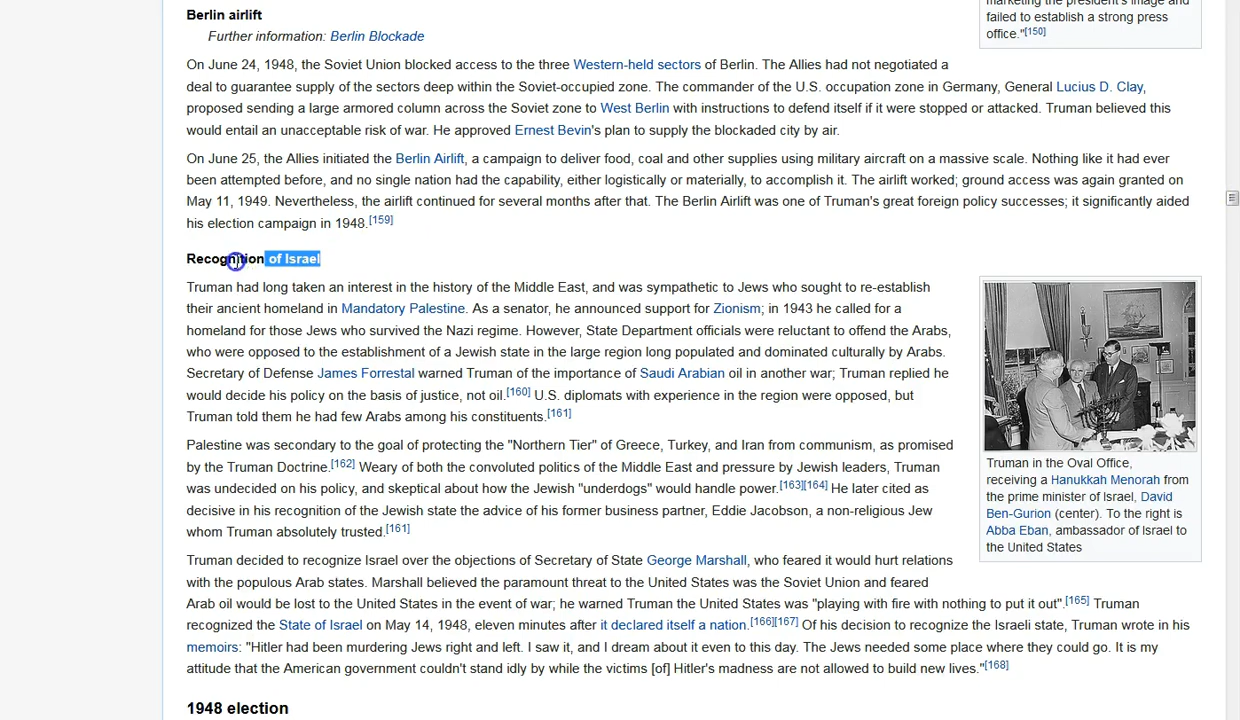 marketing the president's image and
failed to establish a strong press
office."[150]
Berlin airlift
Further information: Berlin Blockade
On June 24, 1948, the Soviet Union blocked access to the three Western-held sectors of Berlin. The Allies had not negotiated a
deal to guarantee supply of the sectors deep within the Soviet-occupied zone. The commander of the U.S. occupation zone in Germany, General Lucius D. Clay,
proposed sending a large armored column across the Soviet zone to West Berlin with instructions to defend itself if it were stopped or attacked. Truman believed this
would entail an unacceptable risk of war. He approved Ernest Bevin's plan to supply the blockaded city by air.
On June 25, the Allies initiated the Berlin Airlift, a campaign to deliver food, coal and other supplies using military aircraft on a massive scale. Nothing like it had ever
been attempted before, and no single nation had the capability, either logistically or materially, to accomplish it. The airlift worked; ground access was again granted on
May 11, 1949. Nevertheless, the airlift continued for several months after that. The Berlin Airlift was one of Truman's great foreign policy successes; it significantly aided
his election campaign in 1948.[159]
Recognition of Israel
Truman had long taken an interest in the history of the Middle East, and was sympathetic to Jews who sought to re-establish
their ancient homeland in Mandatory Palestine. As a senator, he announced support for Zionism; in 1943 he called for a
homeland for those Jews who survived the Nazi regime. However, State Department officials were reluctant to offend the Arabs,
who were opposed to the establishment of a Jewish state in the large region long populated and dominated culturally by Arabs.
Secretary of Defense James Forrestal warned Truman of the importance of Saudi Arabian oil in another war; Truman replied he
would decide his policy on the basis of justice, not oil.[160] U.S. diplomats with experience in the region were opposed, but
Truman told them he had few Arabs among his constituents.[161]
Palestine was secondary to the goal of protecting the "Northern Tier" of Greece, Turkey, and Iran from communism, as promised
by the Truman Doctrine.[162] Weary of both the convoluted politics of the Middle East and pressure by Jewish leaders, Truman
was undecided on his policy, and skeptical about how the Jewish "underdogs" would handle power.[163][164] He later cited as
decisive in his recognition of the Jewish state the advice of his former business partner, Eddie Jacobson, a non-religious Jew
whom Truman absolutely trusted.[161]
Truman decided to recognize Israel over the objections of Secretary of State George Marshall, who feared it would hurt relations
with the populous Arab states. Marshall believed the paramount threat to the United States was the Soviet Union and feared
Arab oil would be lost to the United States in the event of war; he warned Truman the United States was "playing with fire with nothing to put it out".[165] Truman
recognized the State of Israel on May 14, 1948, eleven minutes after it declared itself a nation.[166][167] Of his decision to recognize the Israeli state, Truman wrote in his
memoirs: "Hitler had been murdering Jews right and left. I saw it, and I dream about it even to this day. The Jews needed some place where they could go. It is my
attitude that the American government couldn't stand idly by while the victims [of] Hitler's madness are not allowed to build new lives."[168]
Truman in the Oval Office,
receiving a Hanukkah Menorah from
the prime minister of Israel, David
Ben-Gurion (center). To the right is
Abba Eban, ambassador of Israel to
the United States
1948 election